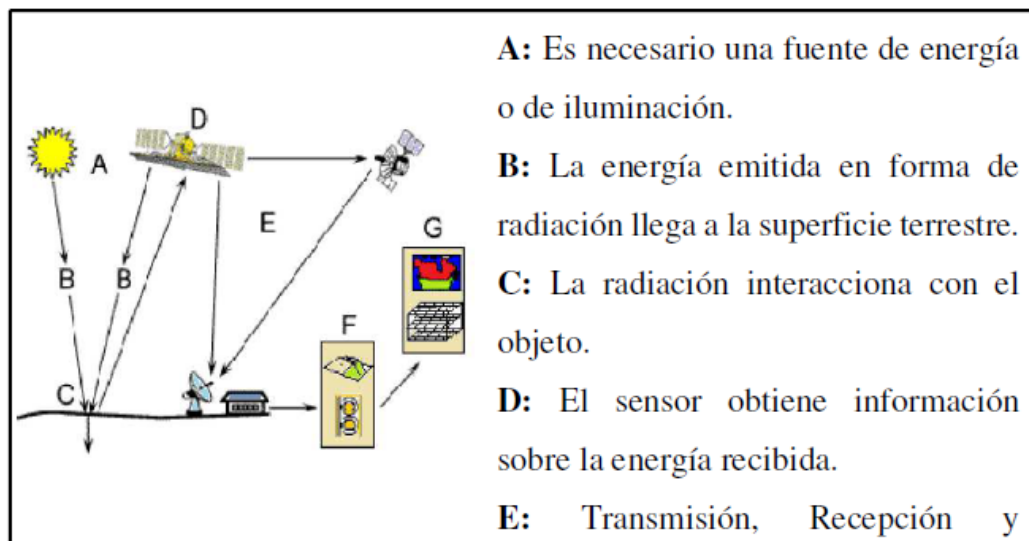 A
D
E
B
B
C
F
G
A: Es necesario una fuente de energía
o de iluminación.
B: La energía emitida en forma de
radiación llega a la superficie terrestre.
C: La radiación interacciona con el
objeto.
D: El sensor obtiene información
sobre la energía recibida.
E: Transmisión, Recepción y